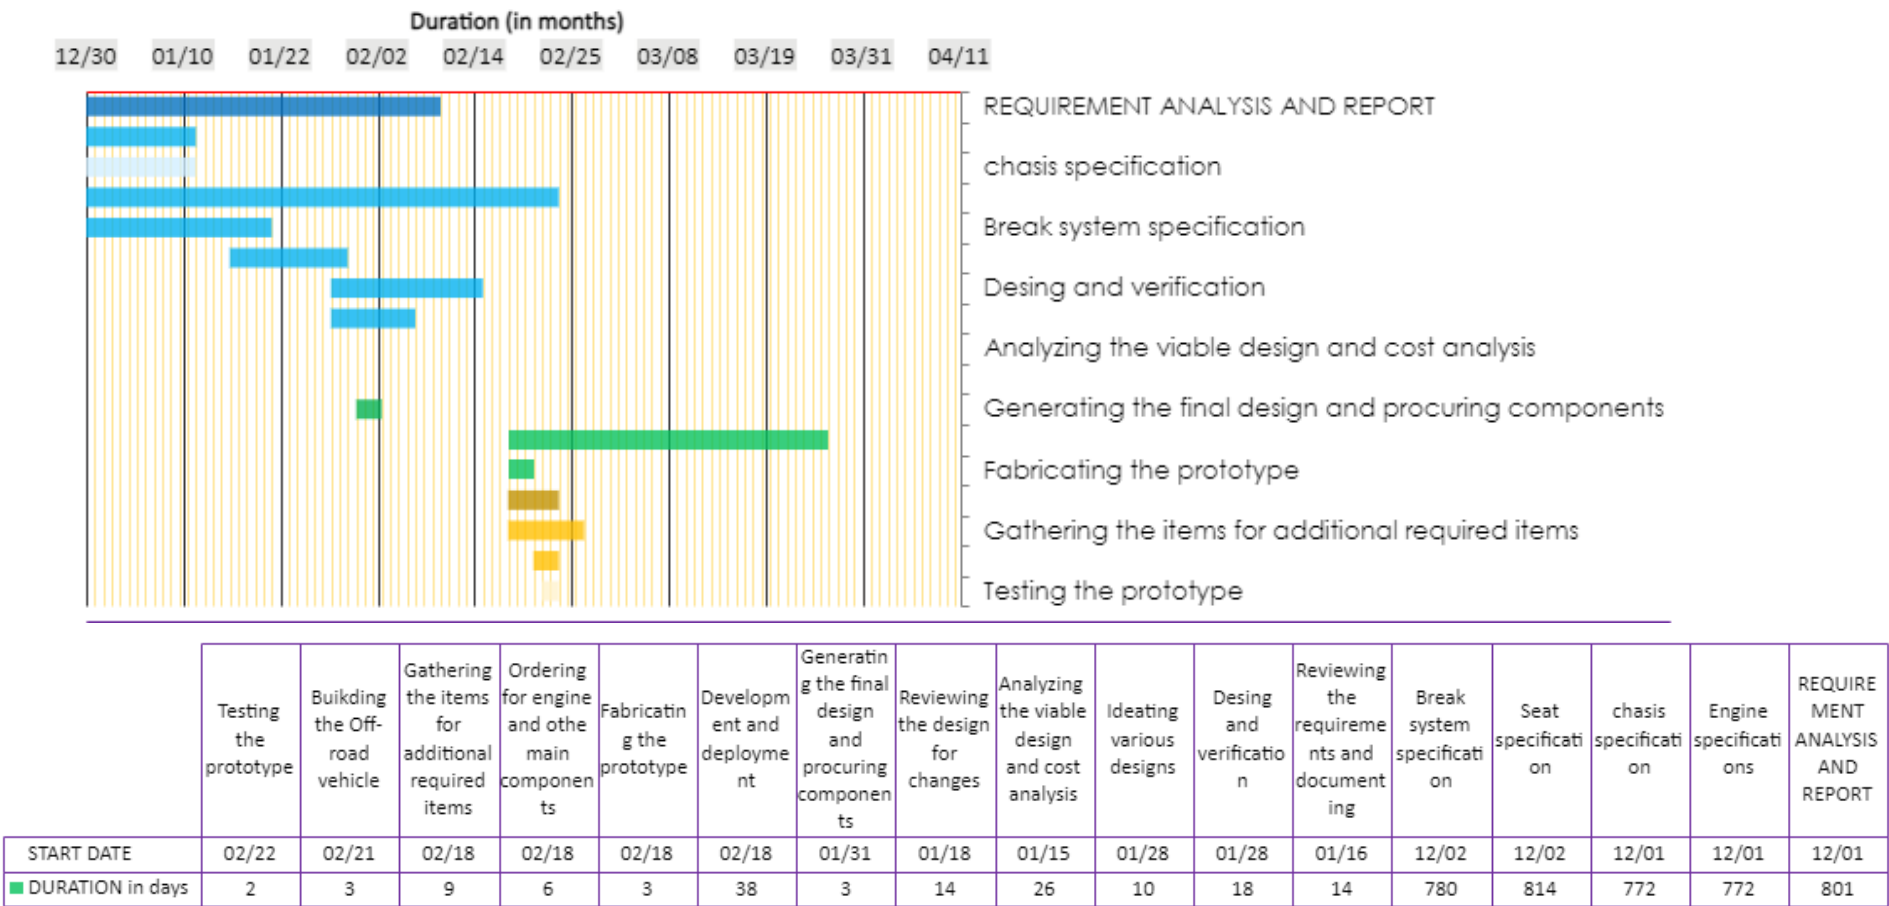 Duration (in months)
12/30 01/10 01/22 02/02 02/14 02/25 03/08 03/19 03/31 04/11
REQUIREMENT ANALYSIS AND REPORT
chasis specification
Break system specification
Desing and verification
Analyzing the viable design and cost analysis
Generating the final design and procuring components
Fabricating the prototype
Gathering the items for additional required items
Testing the prototype
Testing
the
prototype
Buikding
the Off-
road
vehicle
Gathering
the items
for
additional
required
items
Ordering
for engine
and othe
main
componen
ts
Fabricatin
g the
prototype
Developm
ent and
deployme
nt
Generatin
g the final
design
and
procuring
componen
ts
Reviewing
the design
for
changes
Analyzing
the viable
design
and cost
analysis
Ideating
various
designs
Desing
and
verificatio
n
Reviewing
the
requireme
nts and
document
ing
Break
system
specificati
on
Seat
specificati
on
chasis
specificati
on
Engine
specificati
ons
REQUIRE
MENT
ANALYSIS
AND
REPORT
START DATE 02/22 02/21 02/18 02/18 02/18 02/18 01/31 01/18 01/15 01/28 01/28 01/16 12/02 12/02 12/01 12/01 12/01
DURATION in days 2 3 9 6 3 38 3 14 26 10 18 14 780 814 772 772 801